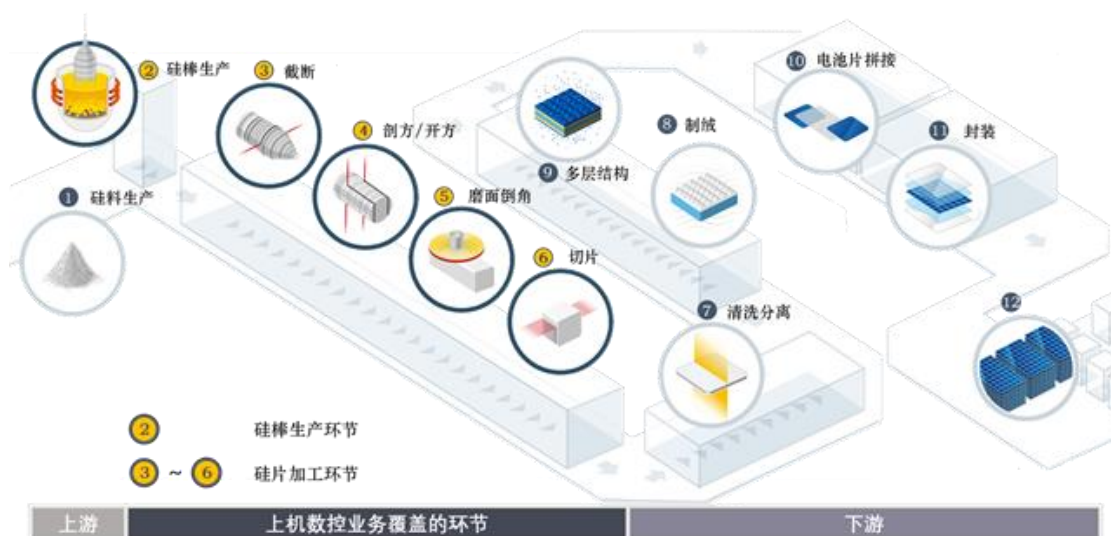 ② 硅棒生产
③ 截断
④ 剖方/开方
⑤ 磨面倒角
⑥ 切片
① 硅料生产
⑦ 清洗分离
⑧ 制绒
⑨ 多层结构
⑩ 电池片拼接
⑪ 封装
⑫
② 硅棒生产环节
③ ~ ⑥ 硅片加工环节
上游 上机数控业务覆盖的环节 下游